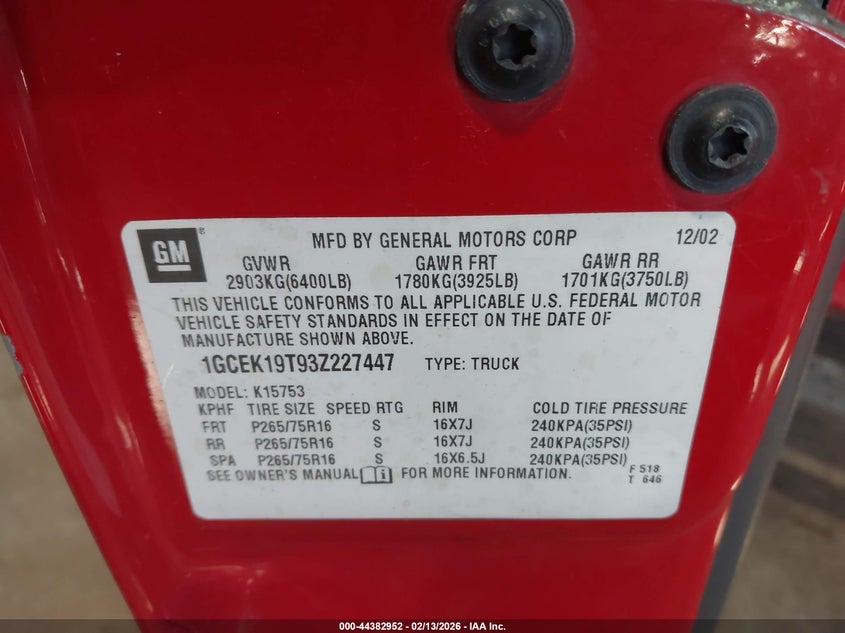 GM ® MFD BY GENERAL MOTORS CORP 12/02
GVWR GAWR FRT GAWR RR
2903KG(6400LB) 1780KG(3925LB) 1701KG(3750LB)
THIS VEHICLE CONFORMS TO ALL APPLICABLE U.S. FEDERAL MOTOR
VEHICLE SAFETY STANDARDS IN EFFECT ON THE DATE OF
MANUFACTURE SHOWN ABOVE.
1GCEK19T93Z227447 TYPE: TRUCK
MODEL: K15753
KPHF TIRE SIZE SPEED RTG RIM COLD TIRE PRESSURE
FRT P265/75R16 S 16X7J 240KPA(35PSI)
RR P265/75R16 S 16X7J 240KPA(35PSI)
SPA P265/75R16 S 16X6.5J 240KPA(35PSI)
SEE OWNER'S MANUAL FOR MORE INFORMATION.
F 518
T 646
000-44382952 - 02/13/2026 - IAA Inc.